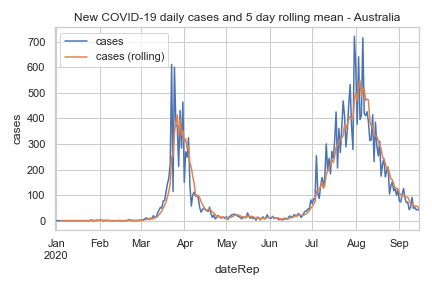 New COVID-19 daily cases and 5 day rolling mean - Australia
cases
cases (rolling)
700
600
500
400
300
200
100
0
cases
Jan Feb Mar Apr May Jun Jul Aug Sep
2020
dateRep